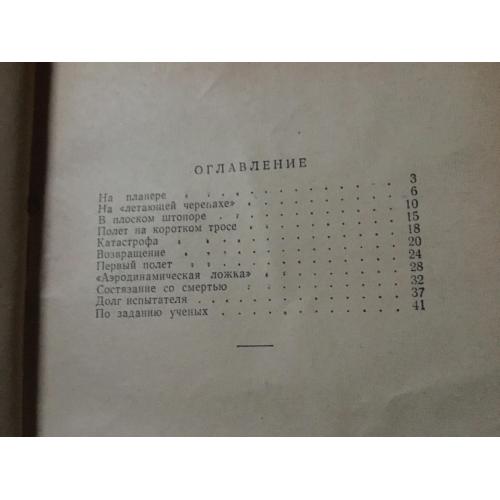 ОГЛАВЛЕНИЕ
На планере . . . . . . . . . . . . 3
На «летающей черепахе» . . . . . . . . . 6
В плоском штопоре . . . . . . . . . . 10
Полет на коротком тросе . . . . . . . . 15
Катастрофа . . . . . . . . . . . . 18
Возвращение . . . . . . . . . . . . 20
Первый полет . . . . . . . . . . . . 24
«Аэродинамическая ложка» . . . . . . . . 28
Состязание со смертью . . . . . . . . . 32
Долг испытателя . . . . . . . . . . . 37
По заданию ученых . . . . . . . . . . 41